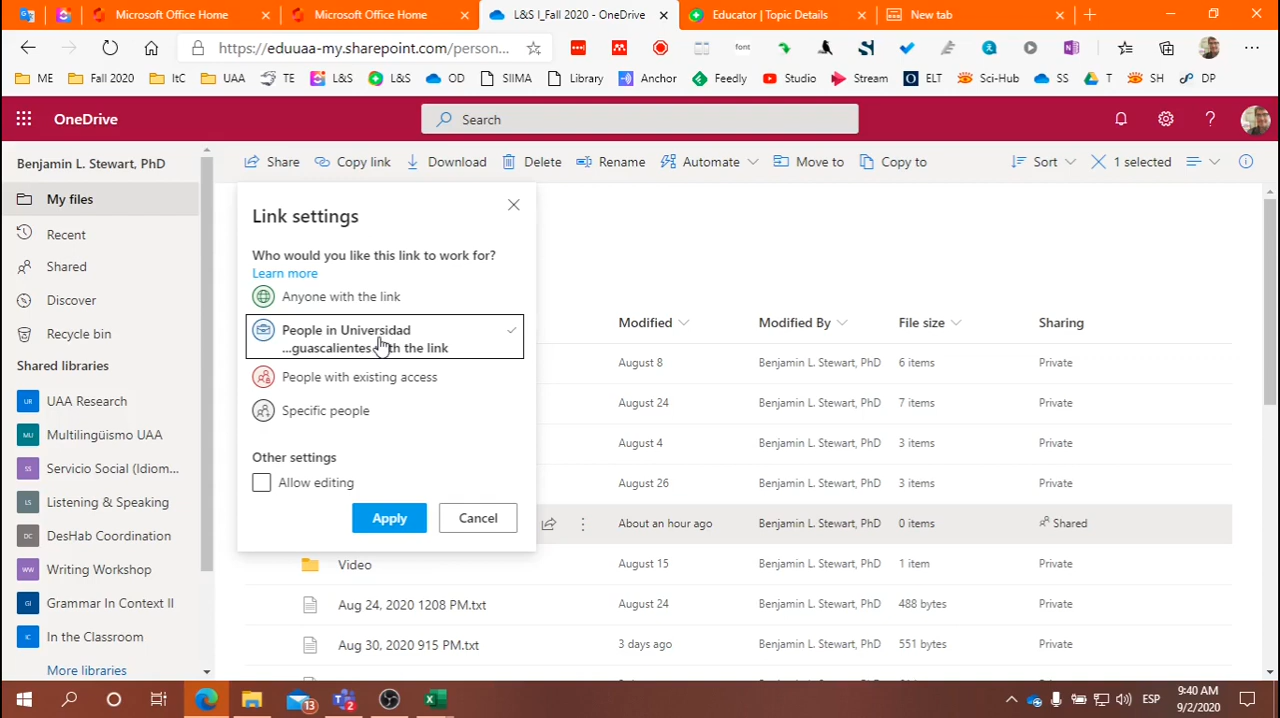 Microsoft Office Home
Microsoft Office Home
L&S I_Fall 2020 - OneDrive
Educator | Topic Details
New tab
https://eduuaa-my.sharepoint.com/person...
font
ME
Fall 2020
ItC
UAA
TE
L&S
L&S
OD
SIIMA
Library
Anchor
Feedly
Studio
Stream
ELT
Sci-Hub
SS
T
SH
DP
OneDrive
Search
Benjamin L. Stewart, PhD
Share
Copy link
Download
Delete
Rename
Automate
Move to
Copy to
Sort
1 selected
My files
Recent
Shared
Discover
Recycle bin
Shared libraries
UR UAA Research
MU Multilingüismo UAA
SS Servicio Social (Idiom...
LS Listening & Speaking
DC DesHab Coordination
WW Writing Workshop
GI Grammar In Context II
IC In the Classroom
More libraries
Link settings
Who would you like this link to work for?
Learn more
Anyone with the link
People in Universidad
...guascalientes the link
People with existing access
Specific people
Other settings
Allow editing
Apply
Cancel
Modified
Modified By
File size
Sharing
August 8 Benjamin L. Stewart, PhD 6 items Private
August 24 Benjamin L. Stewart, PhD 7 items Private
August 4 Benjamin L. Stewart, PhD 3 items Private
August 26 Benjamin L. Stewart, PhD 3 items Private
About an hour ago Benjamin L. Stewart, PhD 0 items Shared
Video August 15 Benjamin L. Stewart, PhD 1 item Private
Aug 24, 2020 1208 PM.txt August 24 Benjamin L. Stewart, PhD 488 bytes Private
Aug 30, 2020 915 PM.txt 3 days ago Benjamin L. Stewart, PhD 551 bytes Private
13
2
ESP
9:40 AM
9/2/2020